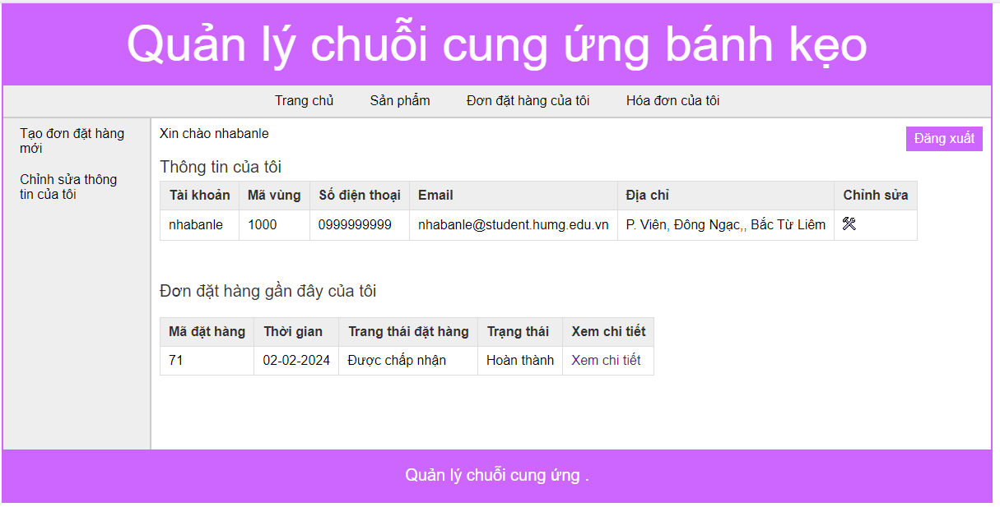 Quản lý chuỗi cung ứng bánh kẹo
Trang chủ Sản phẩm Đơn đặt hàng của tôi Hóa đơn của tôi
Tạo đơn đặt hàng
mới
Chỉnh sửa thông
tin của tôi
Xin chào nhabanle
Đăng xuất
Thông tin của tôi
Tài khoản Mã vùng Số điện thoại Email Địa chỉ Chỉnh sửa
nhabanle 1000 0999999999 nhabanle@student.humg.edu.vn P. Viên, Đông Ngạc,, Bắc Từ Liêm
Đơn đặt hàng gần đây của tôi
Mã đặt hàng Thời gian Trang thái đặt hàng Trạng thái Xem chi tiết
71 02-02-2024 Được chấp nhận Hoàn thành Xem chi tiết
Quản lý chuỗi cung ứng .